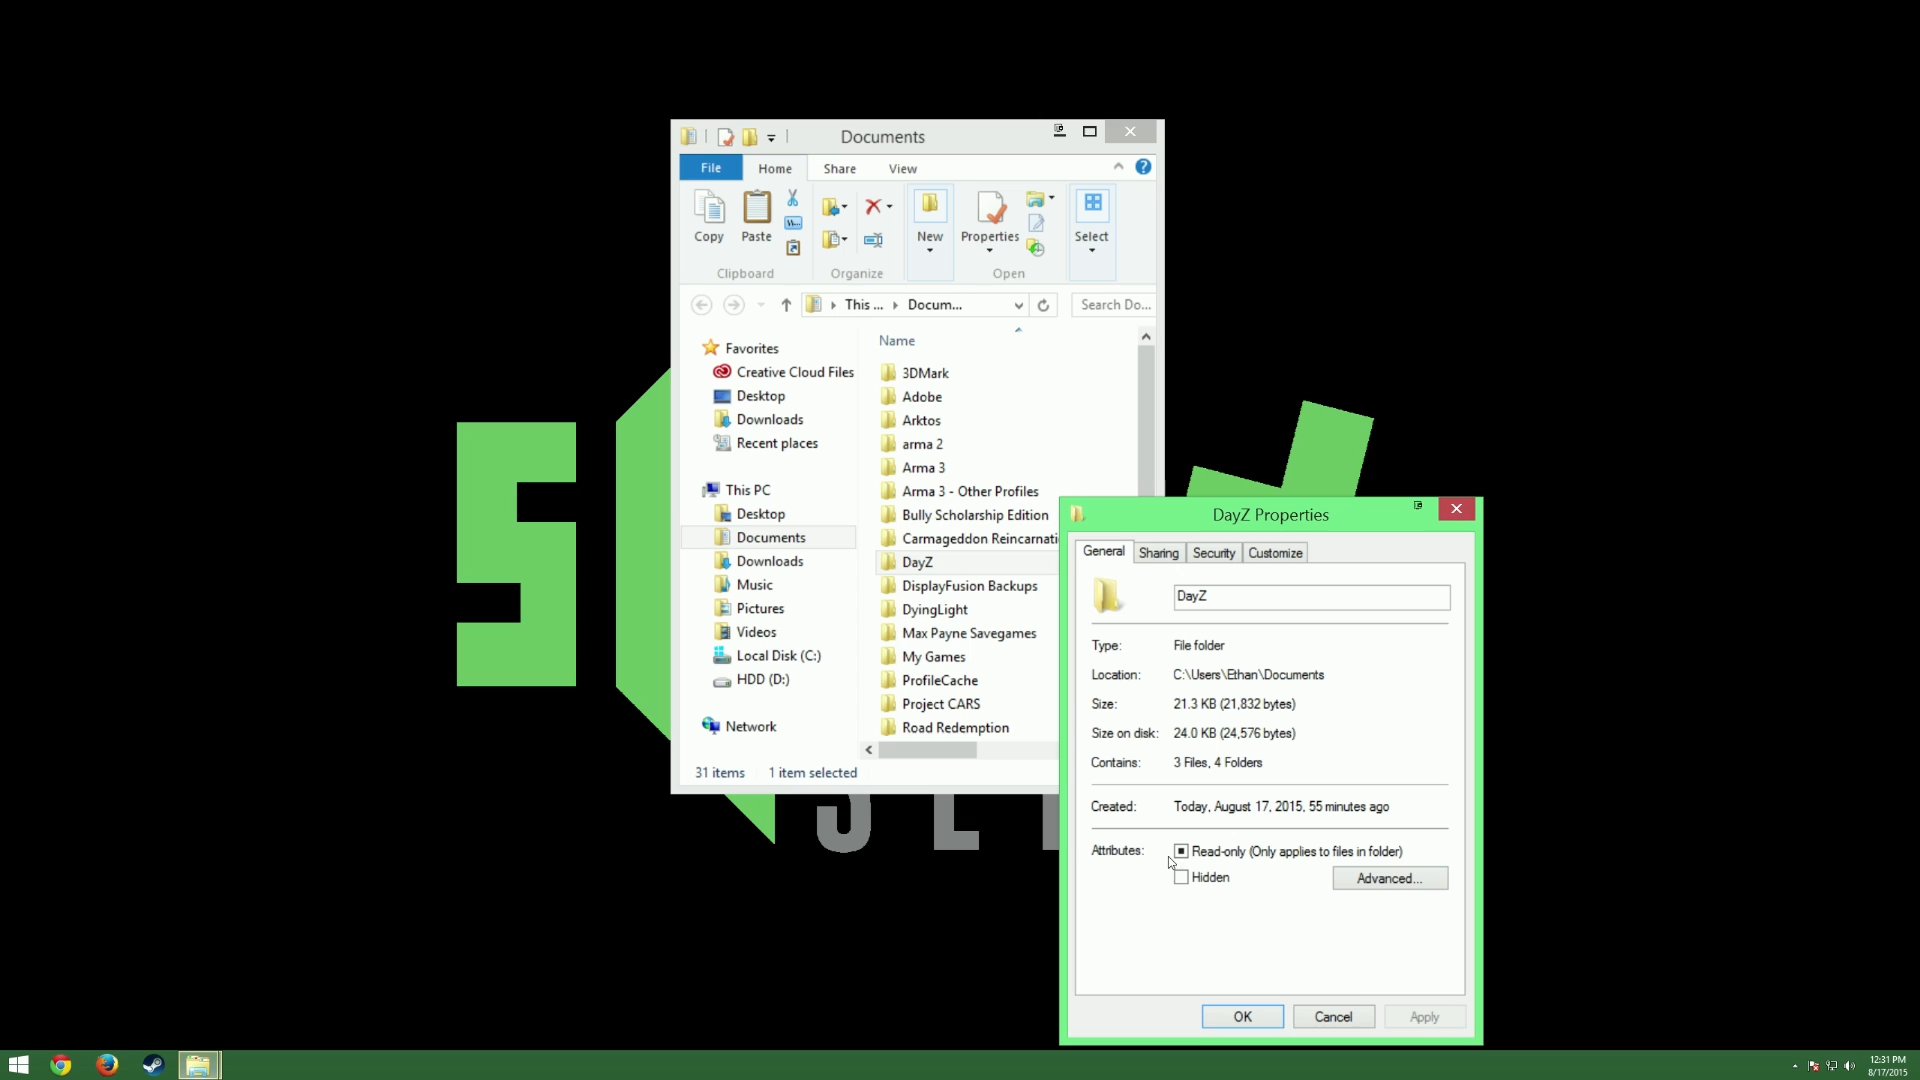 Documents
File
Home
Share
View
Copy
Paste
New
Properties
Select
Clipboard
Organize
Open
This ...
Docum...
Search Do...
Name
Favorites
Creative Cloud Files
Desktop
Downloads
Recent places
This PC
Desktop
Documents
Downloads
Music
Pictures
Videos
Local Disk (C:)
HDD (D:)
Network
3DMark
Adobe
Arktos
arma 2
Arma 3
Arma 3 - Other Profiles
Bully Scholarship Edition
Carmageddon Reincarnati
DayZ
DisplayFusion Backups
DyingLight
Max Payne Savegames
My Games
ProfileCache
Project CARS
Road Redemption
31 items
1 item selected
DayZ Properties
General
Sharing
Security
Customize
DayZ
Type: File folder
Location: C:\Users\Ethan\Documents
Size: 21.3 KB (21,832 bytes)
Size on disk: 24.0 KB (24,576 bytes)
Contains: 3 Files, 4 Folders
Created: Today, August 17, 2015, 55 minutes ago
Attributes: Read-only (Only applies to files in folder)
Hidden
Advanced...
OK
Cancel
Apply
12:31 PM
8/17/2015